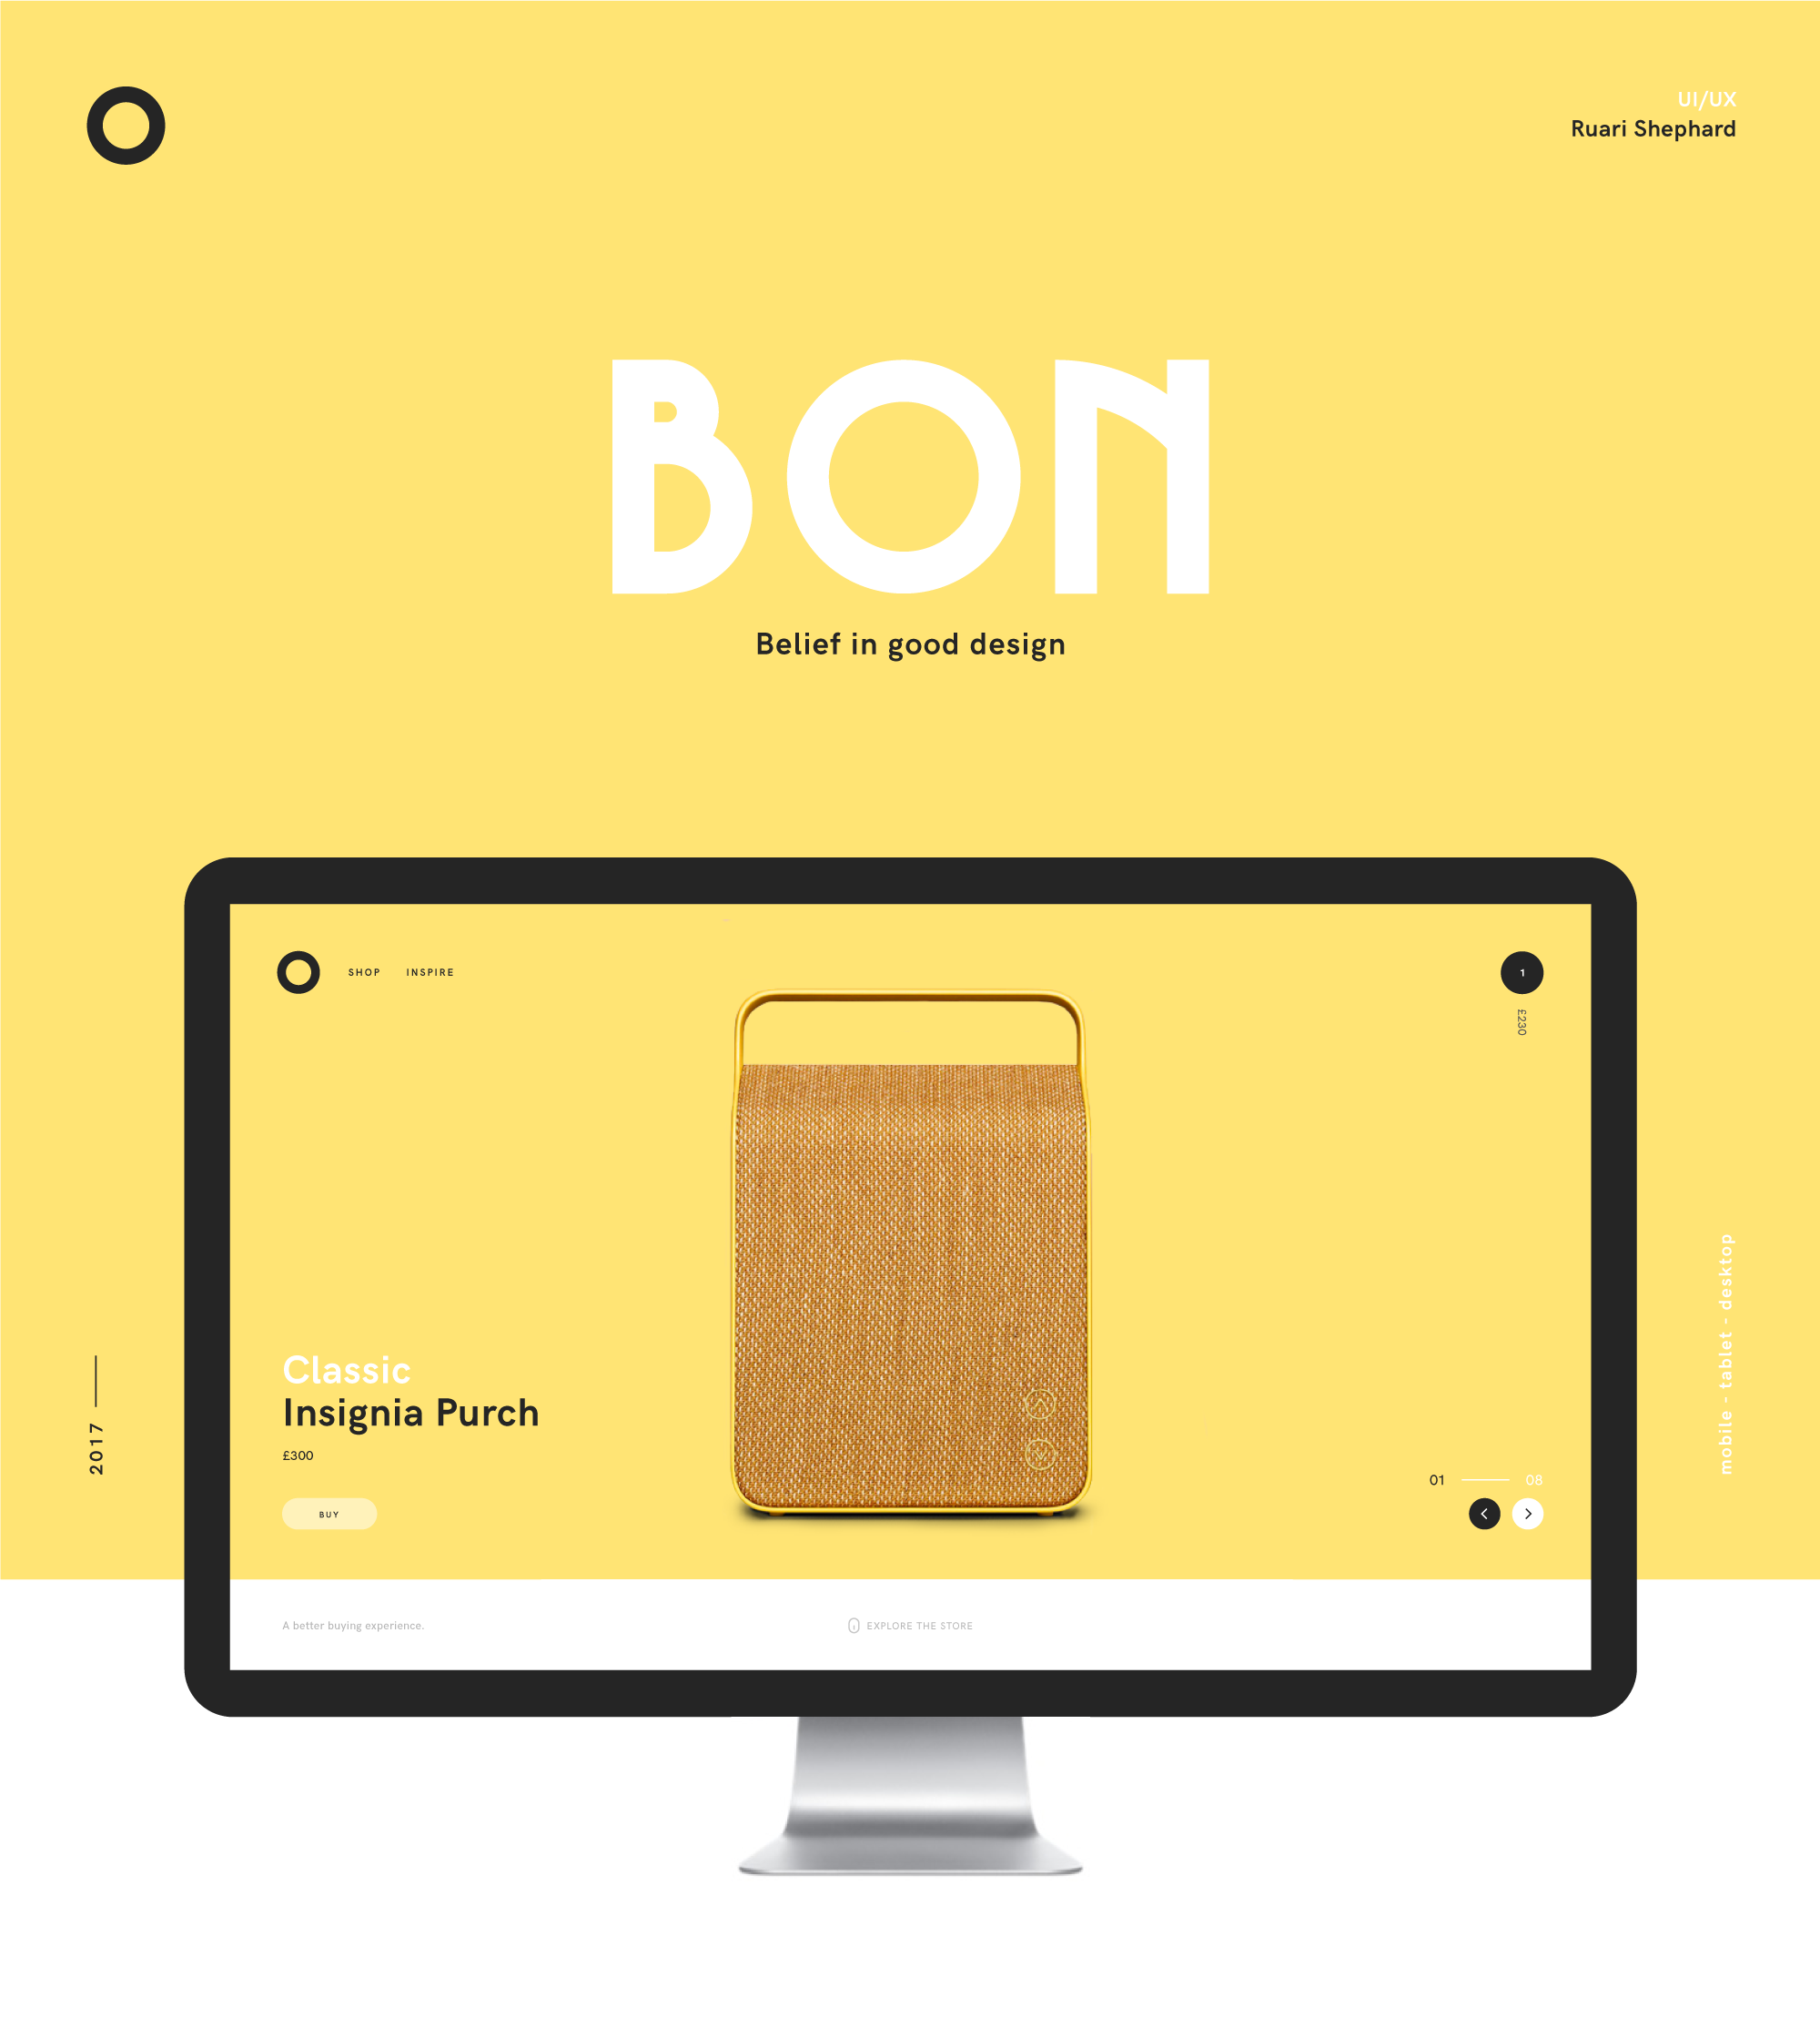 UI/UX
Ruari Shephard
BON
Belief in good design
SHOP INSPIRE
1
£230
Classic
Insignia Purch
£300
BUY
01 08
A better buying experience.
EXPLORE THE STORE
2017
mobile - tablet - desktop